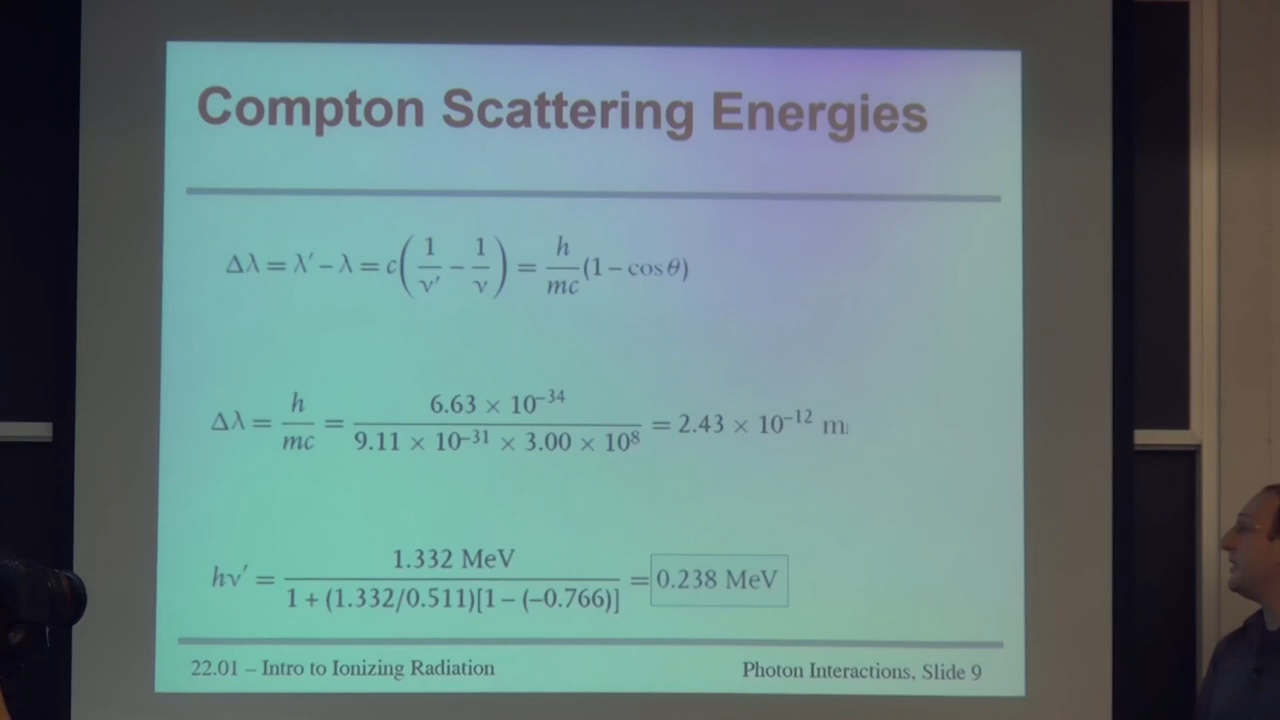 Compton Scattering Energies
Δλ = λ′ − λ = c(1/ν′ − 1/ν) = h/mc (1 − cos θ)
Δλ = h/mc = 6.63 × 10⁻³⁴ / 9.11 × 10⁻³¹ × 3.00 × 10⁸ = 2.43 × 10⁻¹² m
hν′ = 1.332 MeV / 1 + (1.332/0.511)[1 − (−0.766)] = 0.238 MeV
22.01 – Intro to Ionizing Radiation
Photon Interactions, Slide 9